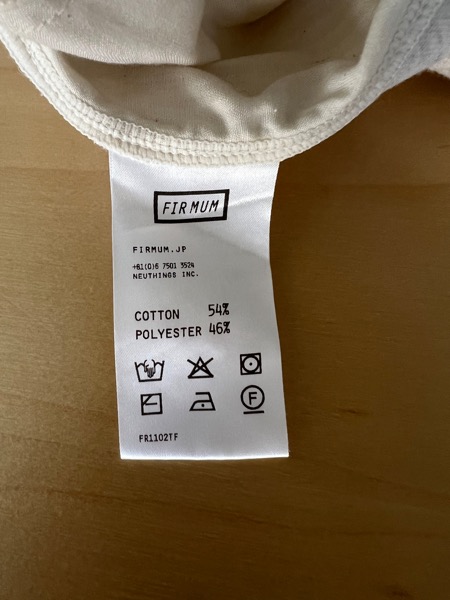 FIRMUM
FIRMUM.JP
+81(0)6 7501 3524
NEUTHINGS INC.
COTTON 54%
POLYESTER 46%
F
FR1102TF